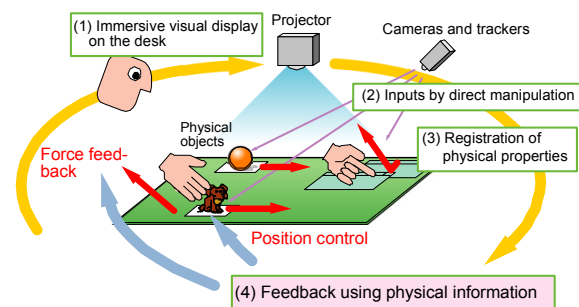 (1) Immersive visual display
on the desk
Projector
Cameras and trackers
(2) Inputs by direct manipulation
Physical
objects
(3) Registration of
physical properties
Force feed-
back
Position control
(4) Feedback using physical information